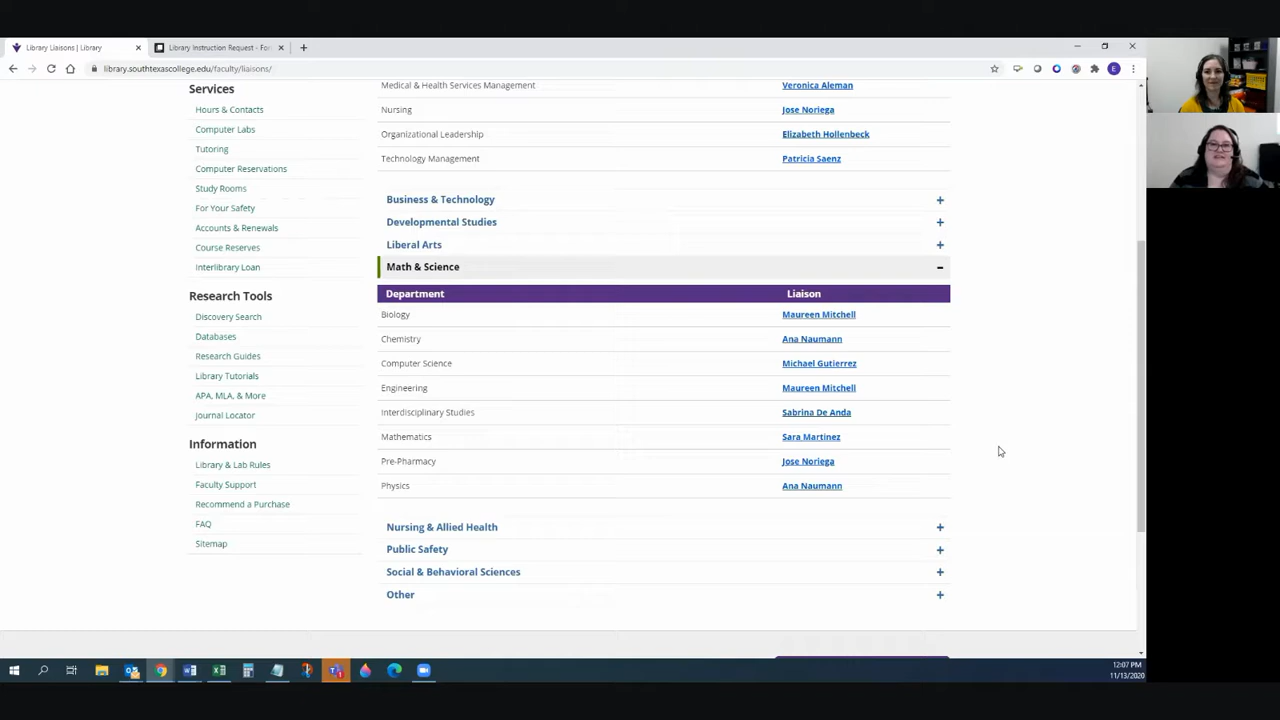 Library Liaisons | Library
Library Instruction Request - Fo
library.southtexascollege.edu/faculty/liaisons/
E
Services
Hours & Contacts
Computer Labs
Tutoring
Computer Reservations
Study Rooms
For Your Safety
Accounts & Renewals
Course Reserves
Interlibrary Loan
Research Tools
Discovery Search
Databases
Research Guides
Library Tutorials
APA, MLA, & More
Journal Locator
Information
Library & Lab Rules
Faculty Support
Recommend a Purchase
FAQ
Sitemap
Medical & Health Services Management Veronica Aleman
Nursing Jose Noriega
Organizational Leadership Elizabeth Hollenbeck
Technology Management Patricia Saenz
Business & Technology +
Developmental Studies +
Liberal Arts +
Math & Science -
Department Liaison
Biology Maureen Mitchell
Chemistry Ana Naumann
Computer Science Michael Gutierrez
Engineering Maureen Mitchell
Interdisciplinary Studies Sabrina De Anda
Mathematics Sara Martinez
Pre-Pharmacy Jose Noriega
Physics Ana Naumann
Nursing & Allied Health +
Public Safety +
Social & Behavioral Sciences +
Other +
12:07 PM
11/13/2020